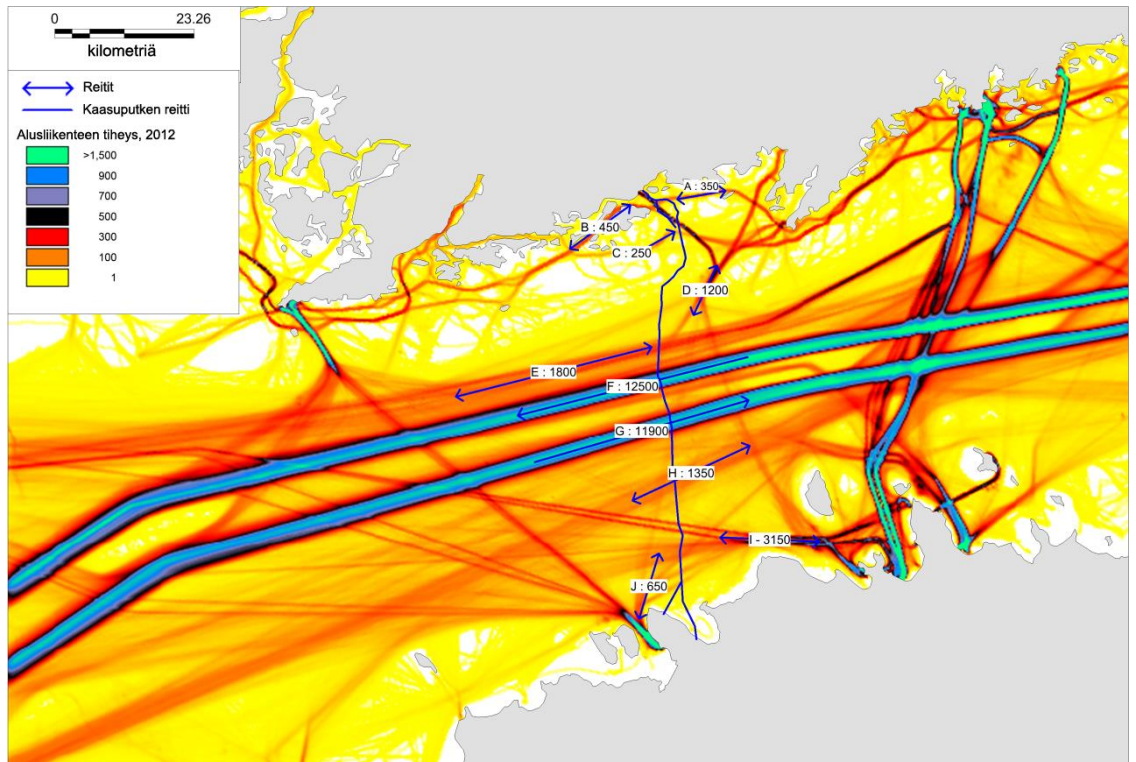 0 23.26
kilometriä
Reitit
Kaasuputken reitti
Alusliikenteen tiheys, 2012
>1,500
900
700
500
300
100
1
A : 350
B : 450
C : 250
D : 1200
E : 1800
F : 12500
G : 11900
H : 1350
I - 3150
J : 650